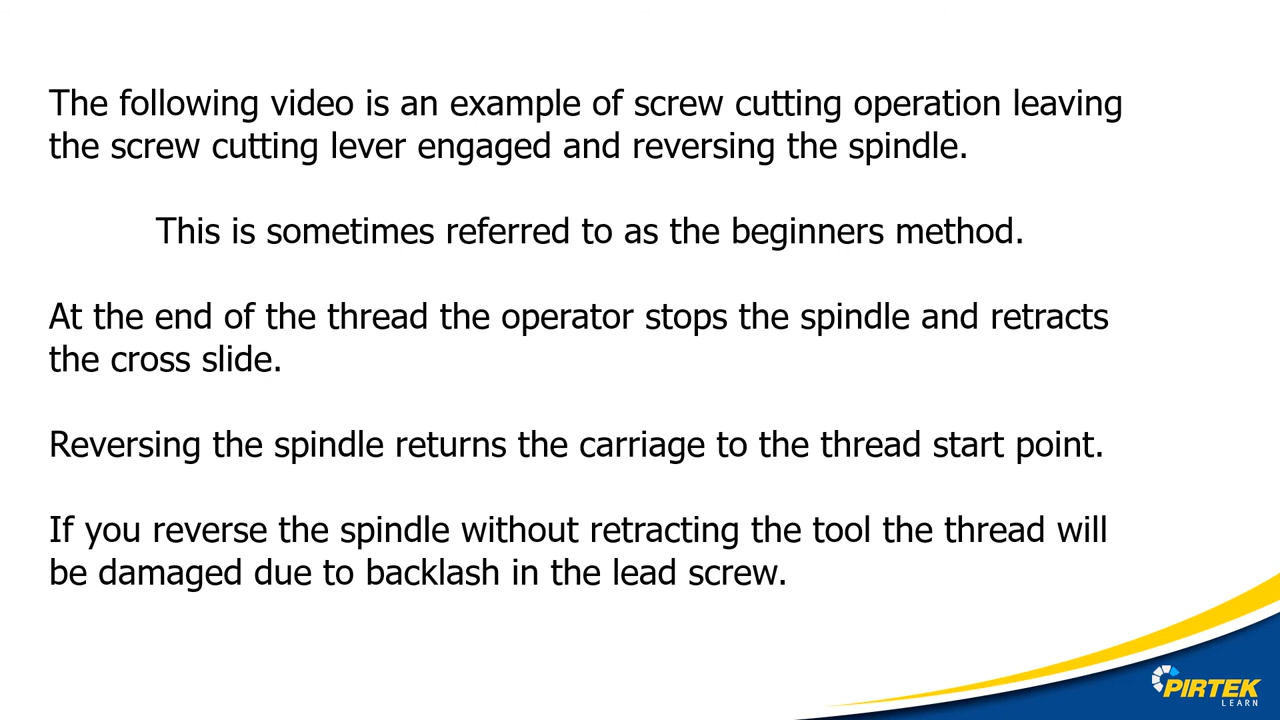 The following video is an example of screw cutting operation leaving
the screw cutting lever engaged and reversing the spindle.
This is sometimes referred to as the beginners method.
At the end of the thread the operator stops the spindle and retracts
the cross slide.
Reversing the spindle returns the carriage to the thread start point.
If you reverse the spindle without retracting the tool the thread will
be damaged due to backlash in the lead screw.
PIRTEK
LEARN